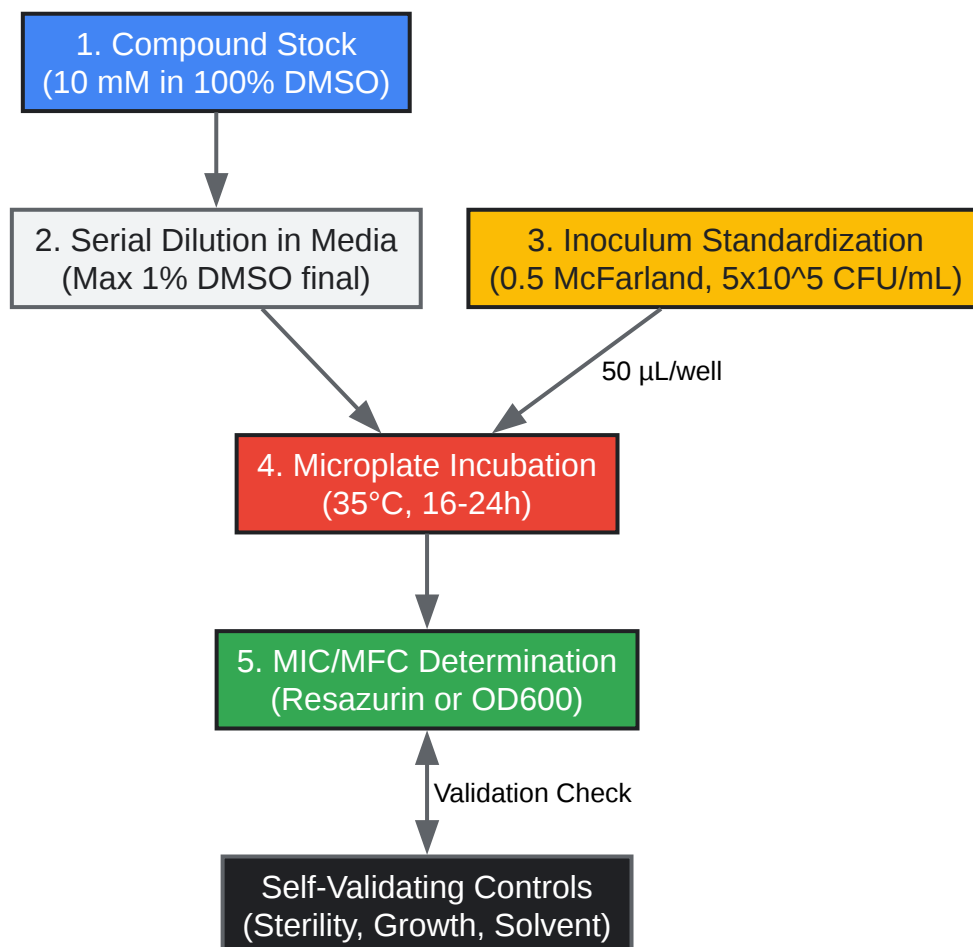 1. Compound Stock
(10 mM in 100% DMSO)
2. Serial Dilution in Media
(Max 1% DMSO final)
3. Inoculum Standardization
(0.5 McFarland, 5x10^5 CFU/mL)
50 µL/well
4. Microplate Incubation
(35°C, 16-24h)
5. MIC/MFC Determination
(Resazurin or OD600)
Validation Check
Self-Validating Controls
(Sterility, Growth, Solvent)